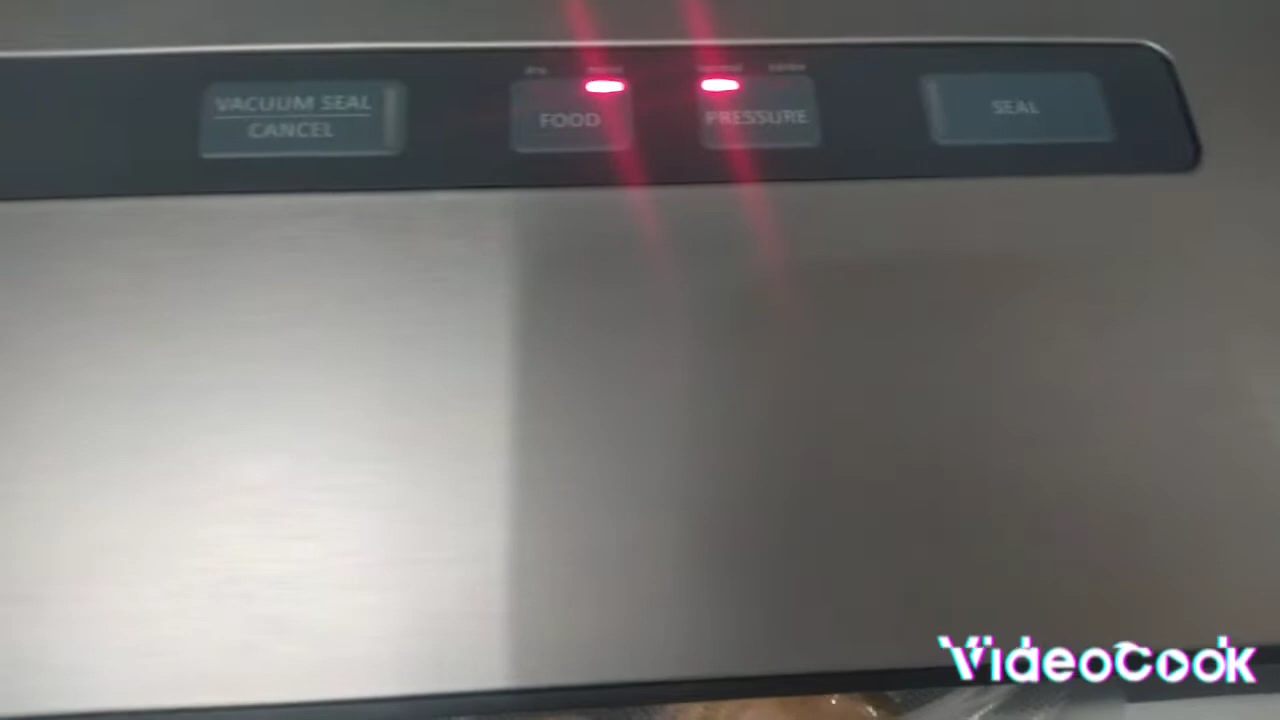 VACUUM SEAL
CANCEL
FOOD
PRESSURE
SEAL
VideoCook